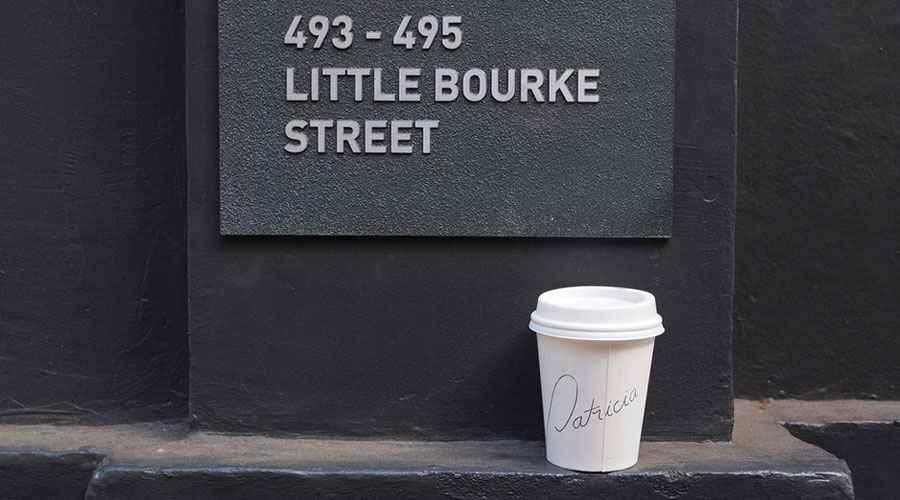 493 - 495
LITTLE BOURKE
STREET
Patricia